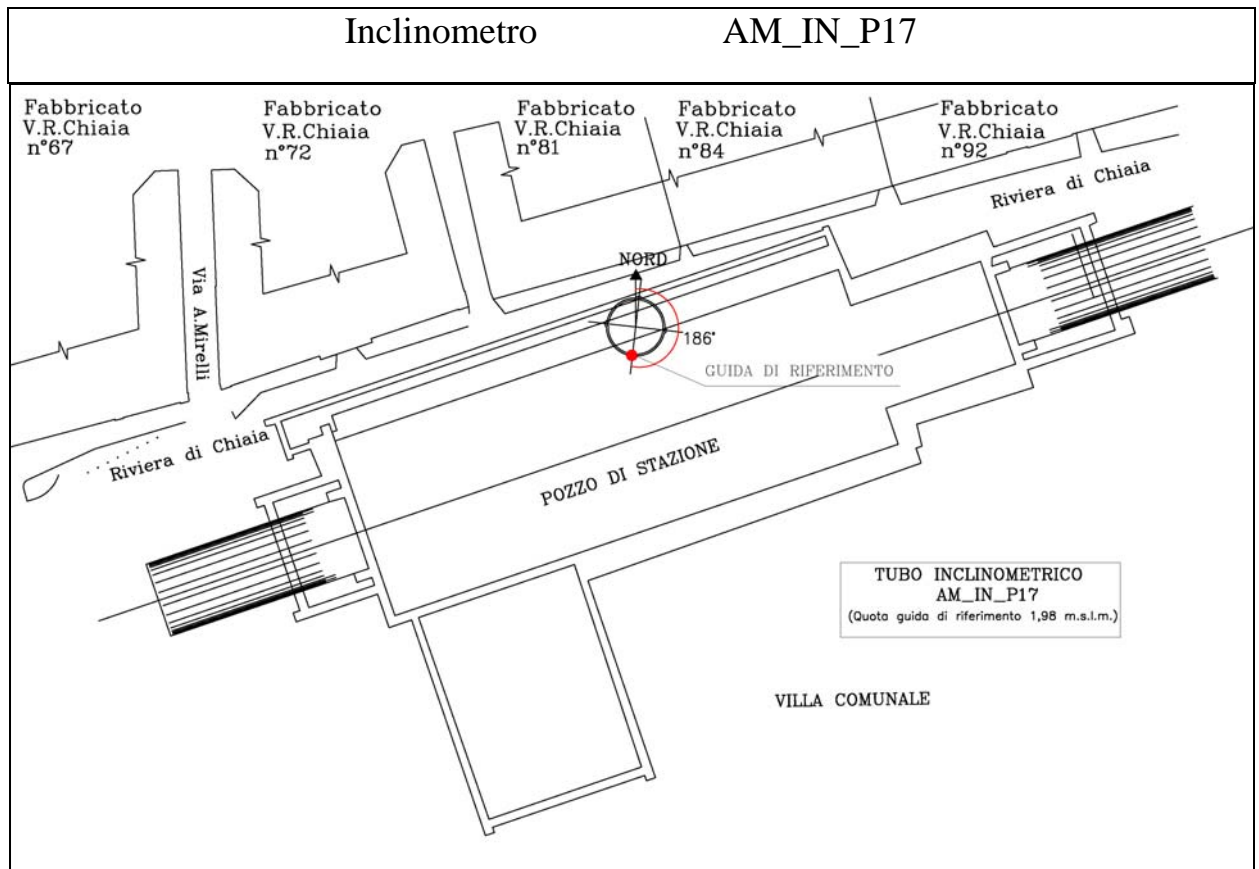 Inclinometro AM_IN_P17
Fabbricato
V.R.Chiaia
n°67
Fabbricato
V.R.Chiaia
n°72
Fabbricato
V.R.Chiaia
n°81
Fabbricato
V.R.Chiaia
n°84
Fabbricato
V.R.Chiaia
n°92
Riviera di Chiaia
NORD
Via A.Mirelli
186°
GUIDA DI RIFERIMENTO
Riviera di Chiaia
POZZO DI STAZIONE
TUBO INCLINOMETRICO
AM_IN_P17
(Quota guida di riferimento 1,98 m.s.l.m.)
VILLA COMUNALE